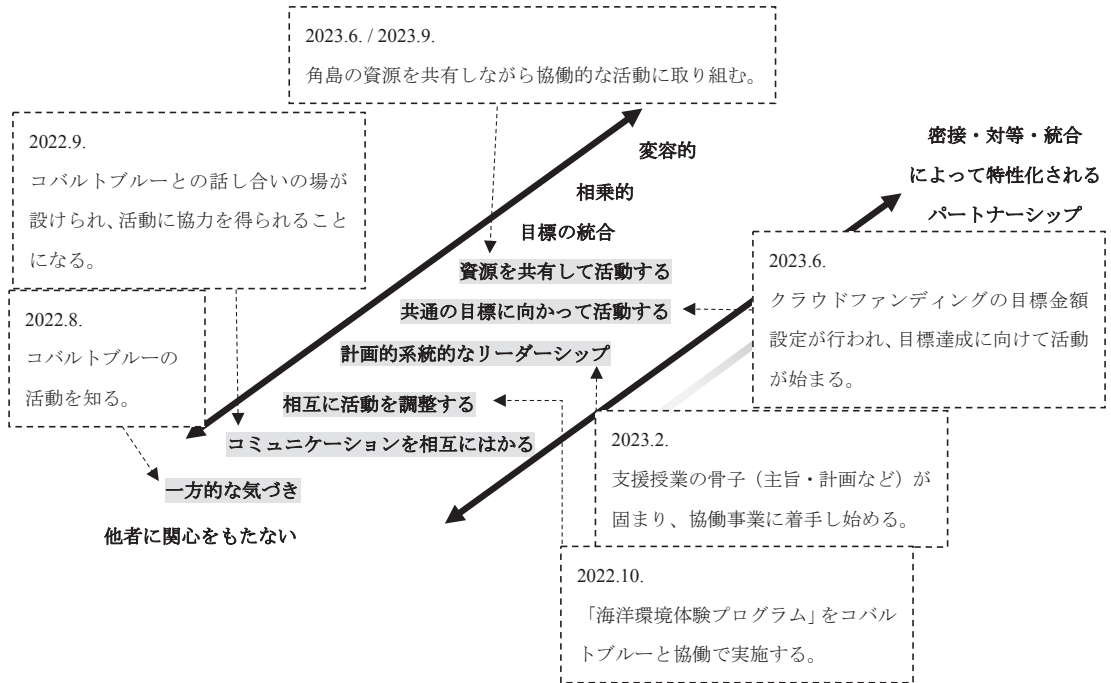 2023.6. / 2023.9.
角島の資源を共有しながら協働的な活動に取り組む。
2022.9.
コバルトブルーとの話し合いの場が
設けられ、活動に協力を得られること
になる。
2022.8.
コバルトブルーの
活動を知る。
変容的
相乗的
目標の統合
資源を共有して活動する
共通の目標に向かって活動する
計画的系統的なリーダーシップ
相互に活動を調整する
コミュニケーションを相互にはかる
一方的な気づき
他者に関心をもたない
密接・対等・統合
によって特性化される
パートナーシップ
2023.6.
クラウドファンディングの目標金額
設定が行われ、目標達成に向けて活動
が始まる。
2023.2.
支援授業の骨子（主旨・計画など）が
固まり、協働事業に着手し始める。
2022.10.
「海洋環境体験プログラム」をコバル
トブルーと協働で実施する。